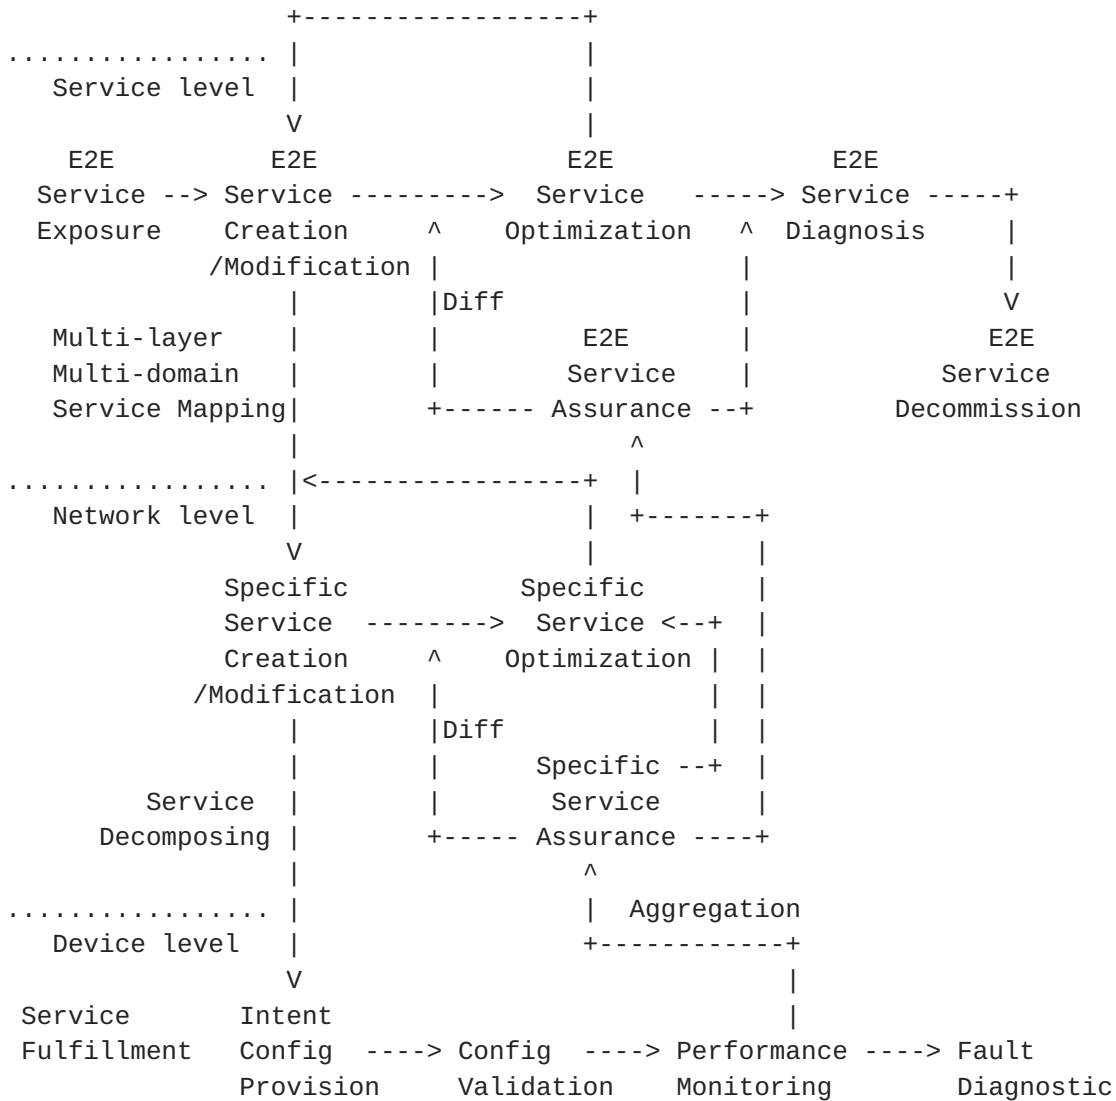 +------------------+
................. |                  |
   Service level  |                  |
                  V                  |
    E2E          E2E                E2E              E2E
  Service --> Service --------->  Service   -----> Service -----+
  Exposure    Creation     ^    Optimization   ^  Diagnosis     |
             /Modification |                   |                |
                  |        |Diff               |                V
   Multi-layer    |        |         E2E       |               E2E
   Multi-domain   |        |        Service    |            Service
   Service Mapping|        +------ Assurance --+         Decommission
                  |                     ^
................. |<-----------------+  |
   Network level  |                  |  +-------+
                  V                  |          |
              Specific           Specific       |
              Service  -------->  Service <--+  |
              Creation     ^    Optimization |  |
            /Modification  |                 |  |
                  |        |Diff             |  |
                  |        |      Specific --+  |
         Service  |        |       Service      |
      Decomposing |        +----- Assurance ----+
                  |                  ^
................. |                  |  Aggregation
   Device level   |                  +------------+
                  V                               |
 Service       Intent                             |
 Fulfillment   Config  ----> Config  ----> Performance ----> Fault
               Provision     Validation    Monitoring        Diagnostic